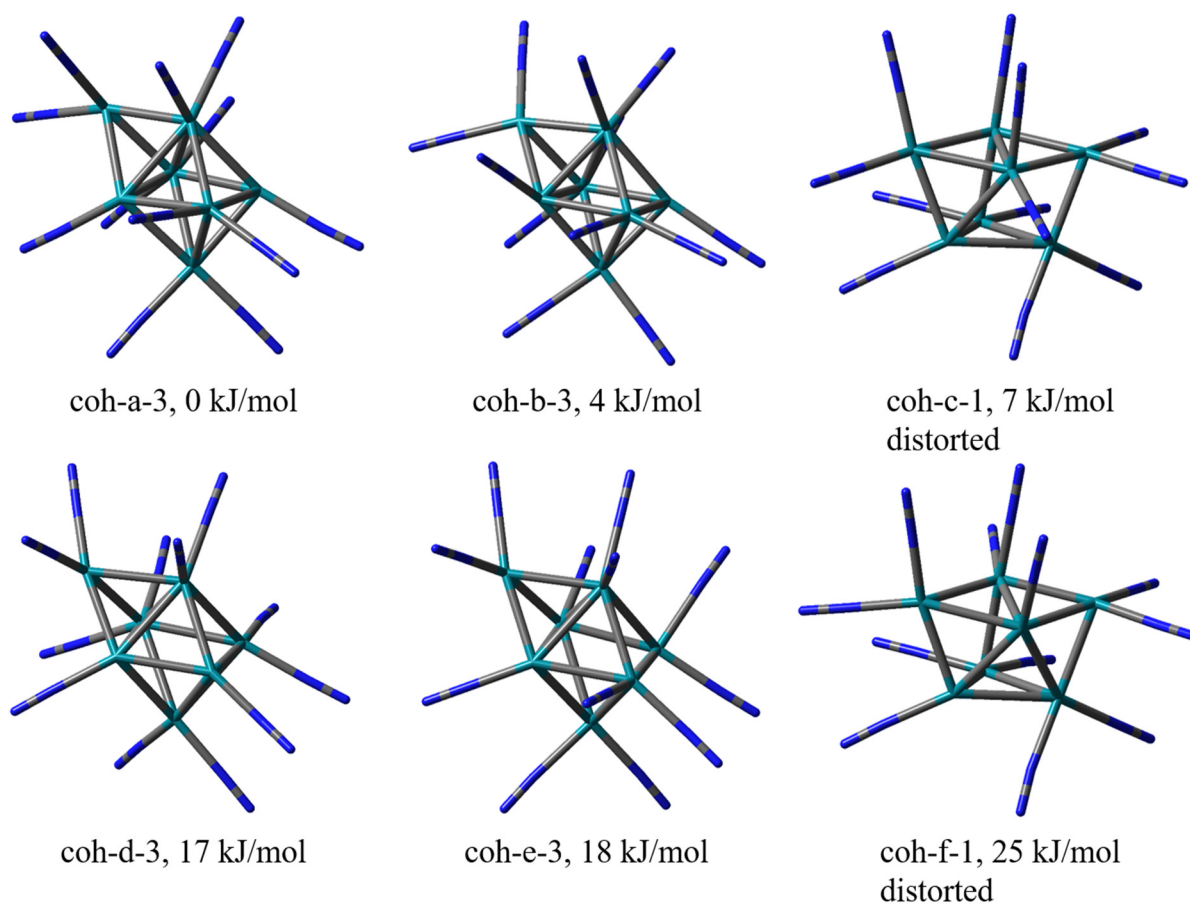 coh-a-3, 0 kJ/mol
coh-b-3, 4 kJ/mol
coh-c-1, 7 kJ/mol
distorted
coh-d-3, 17 kJ/mol
coh-e-3, 18 kJ/mol
coh-f-1, 25 kJ/mol
distorted